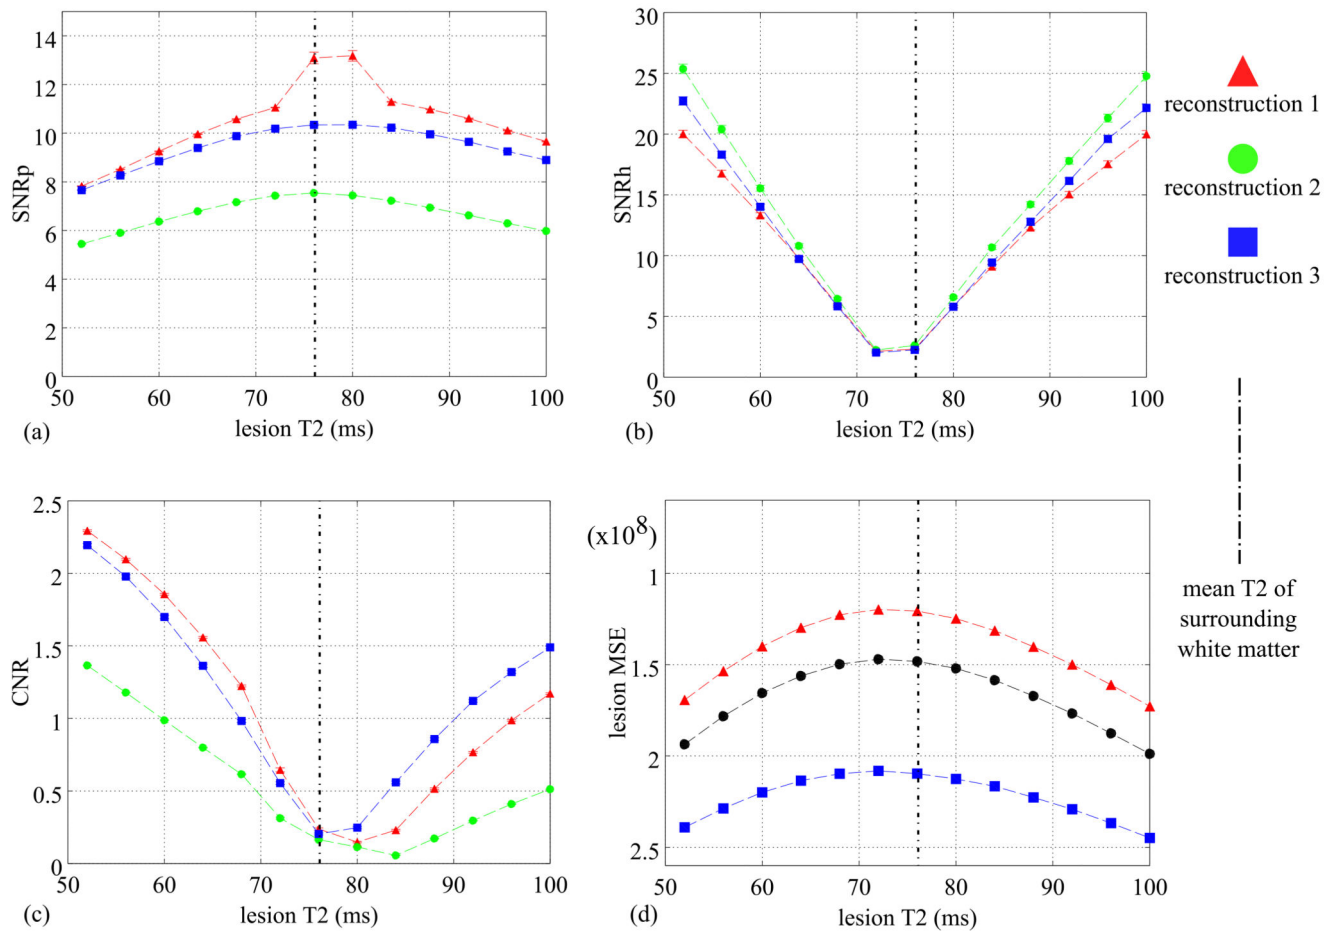 14
12
10
8
6
4
2
0
SNRp
50 60 70 80 90 100
(a) lesion T2 (ms)
30
25
20
15
10
5
0
SNRh
50 60 70 80 90 100
(b) lesion T2 (ms)
reconstruction 1
reconstruction 2
reconstruction 3
mean T2 of
surrounding
white matter
2.5
2
1.5
1
0.5
0
CNR
50 60 70 80 90 100
(c) lesion T2 (ms)
(x10⁸)
1
1.5
2
2.5
lesion MSE
50 60 70 80 90 100
(d) lesion T2 (ms)